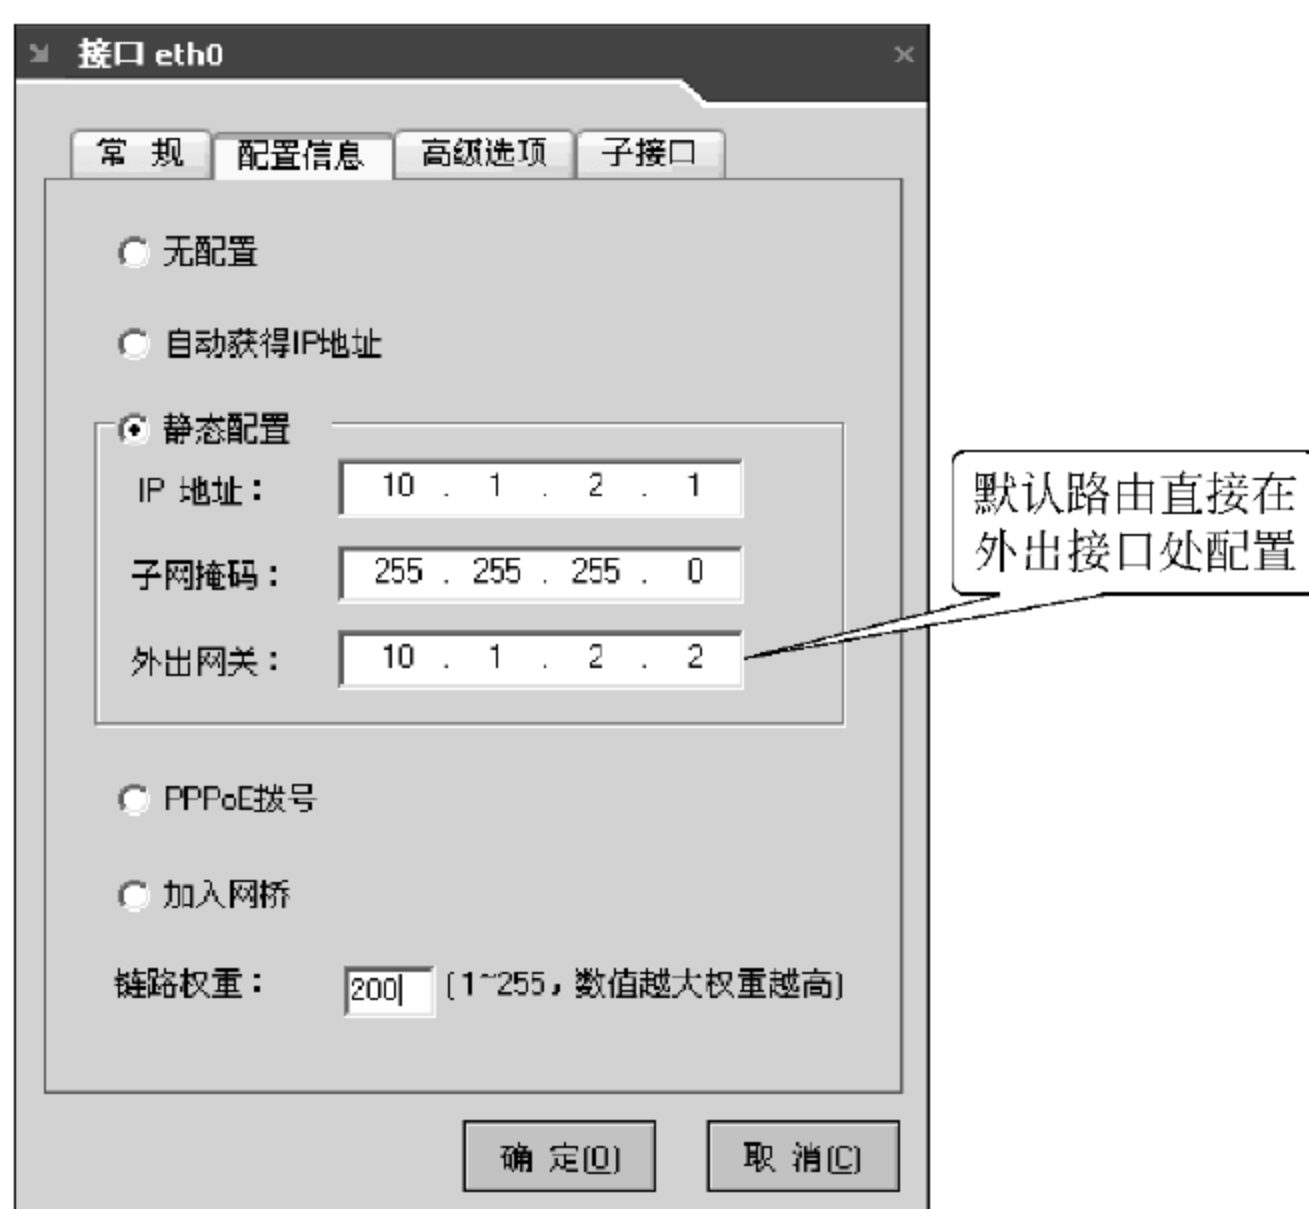 接口 eth0
常 规 配置信息 高级选项 子接口
无配置
自动获得IP地址
静态配置
IP 地址： 10 . 1 . 2 . 1
子网掩码： 255 . 255 . 255 . 0
外出网关： 10 . 1 . 2 . 2
默认路由直接在
外出接口处配置
PPPoE拨号
加入网桥
链路权重： 200 (1~255，数值越大权重越高)
确 定(O) 取 消(C)